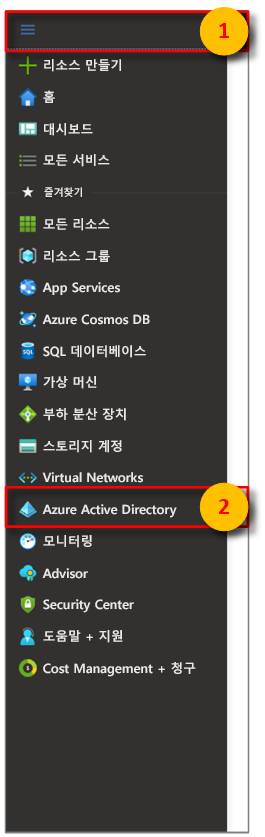 1
리소스 만들기
홈
대시보드
모든 서비스
즐겨찾기
모든 리소스
리소스 그룹
App Services
Azure Cosmos DB
SQL 데이터베이스
가상 머신
부하 분산 장치
스토리지 계정
Virtual Networks
Azure Active Directory 2
모니터링
Advisor
Security Center
도움말 + 지원
Cost Management + 청구